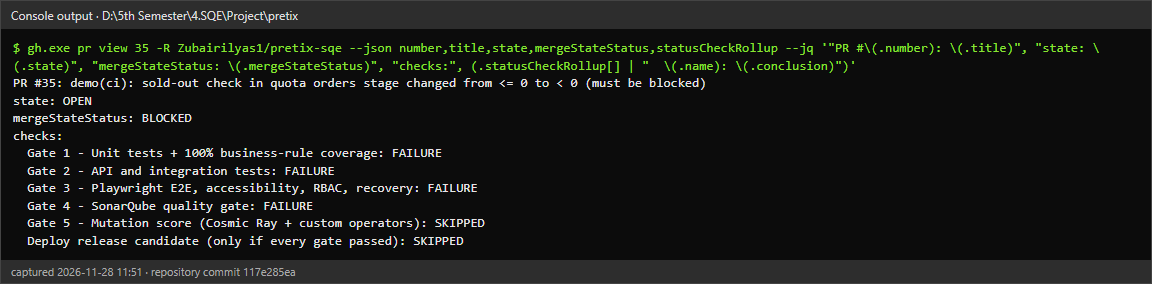 Console output · D:\5th Semester\4.SQE\Project\pretix
$ gh.exe pr view 35 -R Zubairilyas1/pretix-sqe --json number,title,state,mergeStateStatus,statusCheckRollup --jq '"PR #\(.number): \(.title)", "state: \
(.state)", "mergeStateStatus: \(.mergeStateStatus)", "checks:", (.statusCheckRollup[] | "  \(.name): \(.conclusion)")'
PR #35: demo(ci): sold-out check in quota orders stage changed from <= 0 to < 0 (must be blocked)
state: OPEN
mergeStateStatus: BLOCKED
checks:
  Gate 1 - Unit tests + 100% business-rule coverage: FAILURE
  Gate 2 - API and integration tests: FAILURE
  Gate 3 - Playwright E2E, accessibility, RBAC, recovery: FAILURE
  Gate 4 - SonarQube quality gate: FAILURE
  Gate 5 - Mutation score (Cosmic Ray + custom operators): SKIPPED
  Deploy release candidate (only if every gate passed): SKIPPED
captured 2026-11-28 11:51 · repository commit 117e285ea